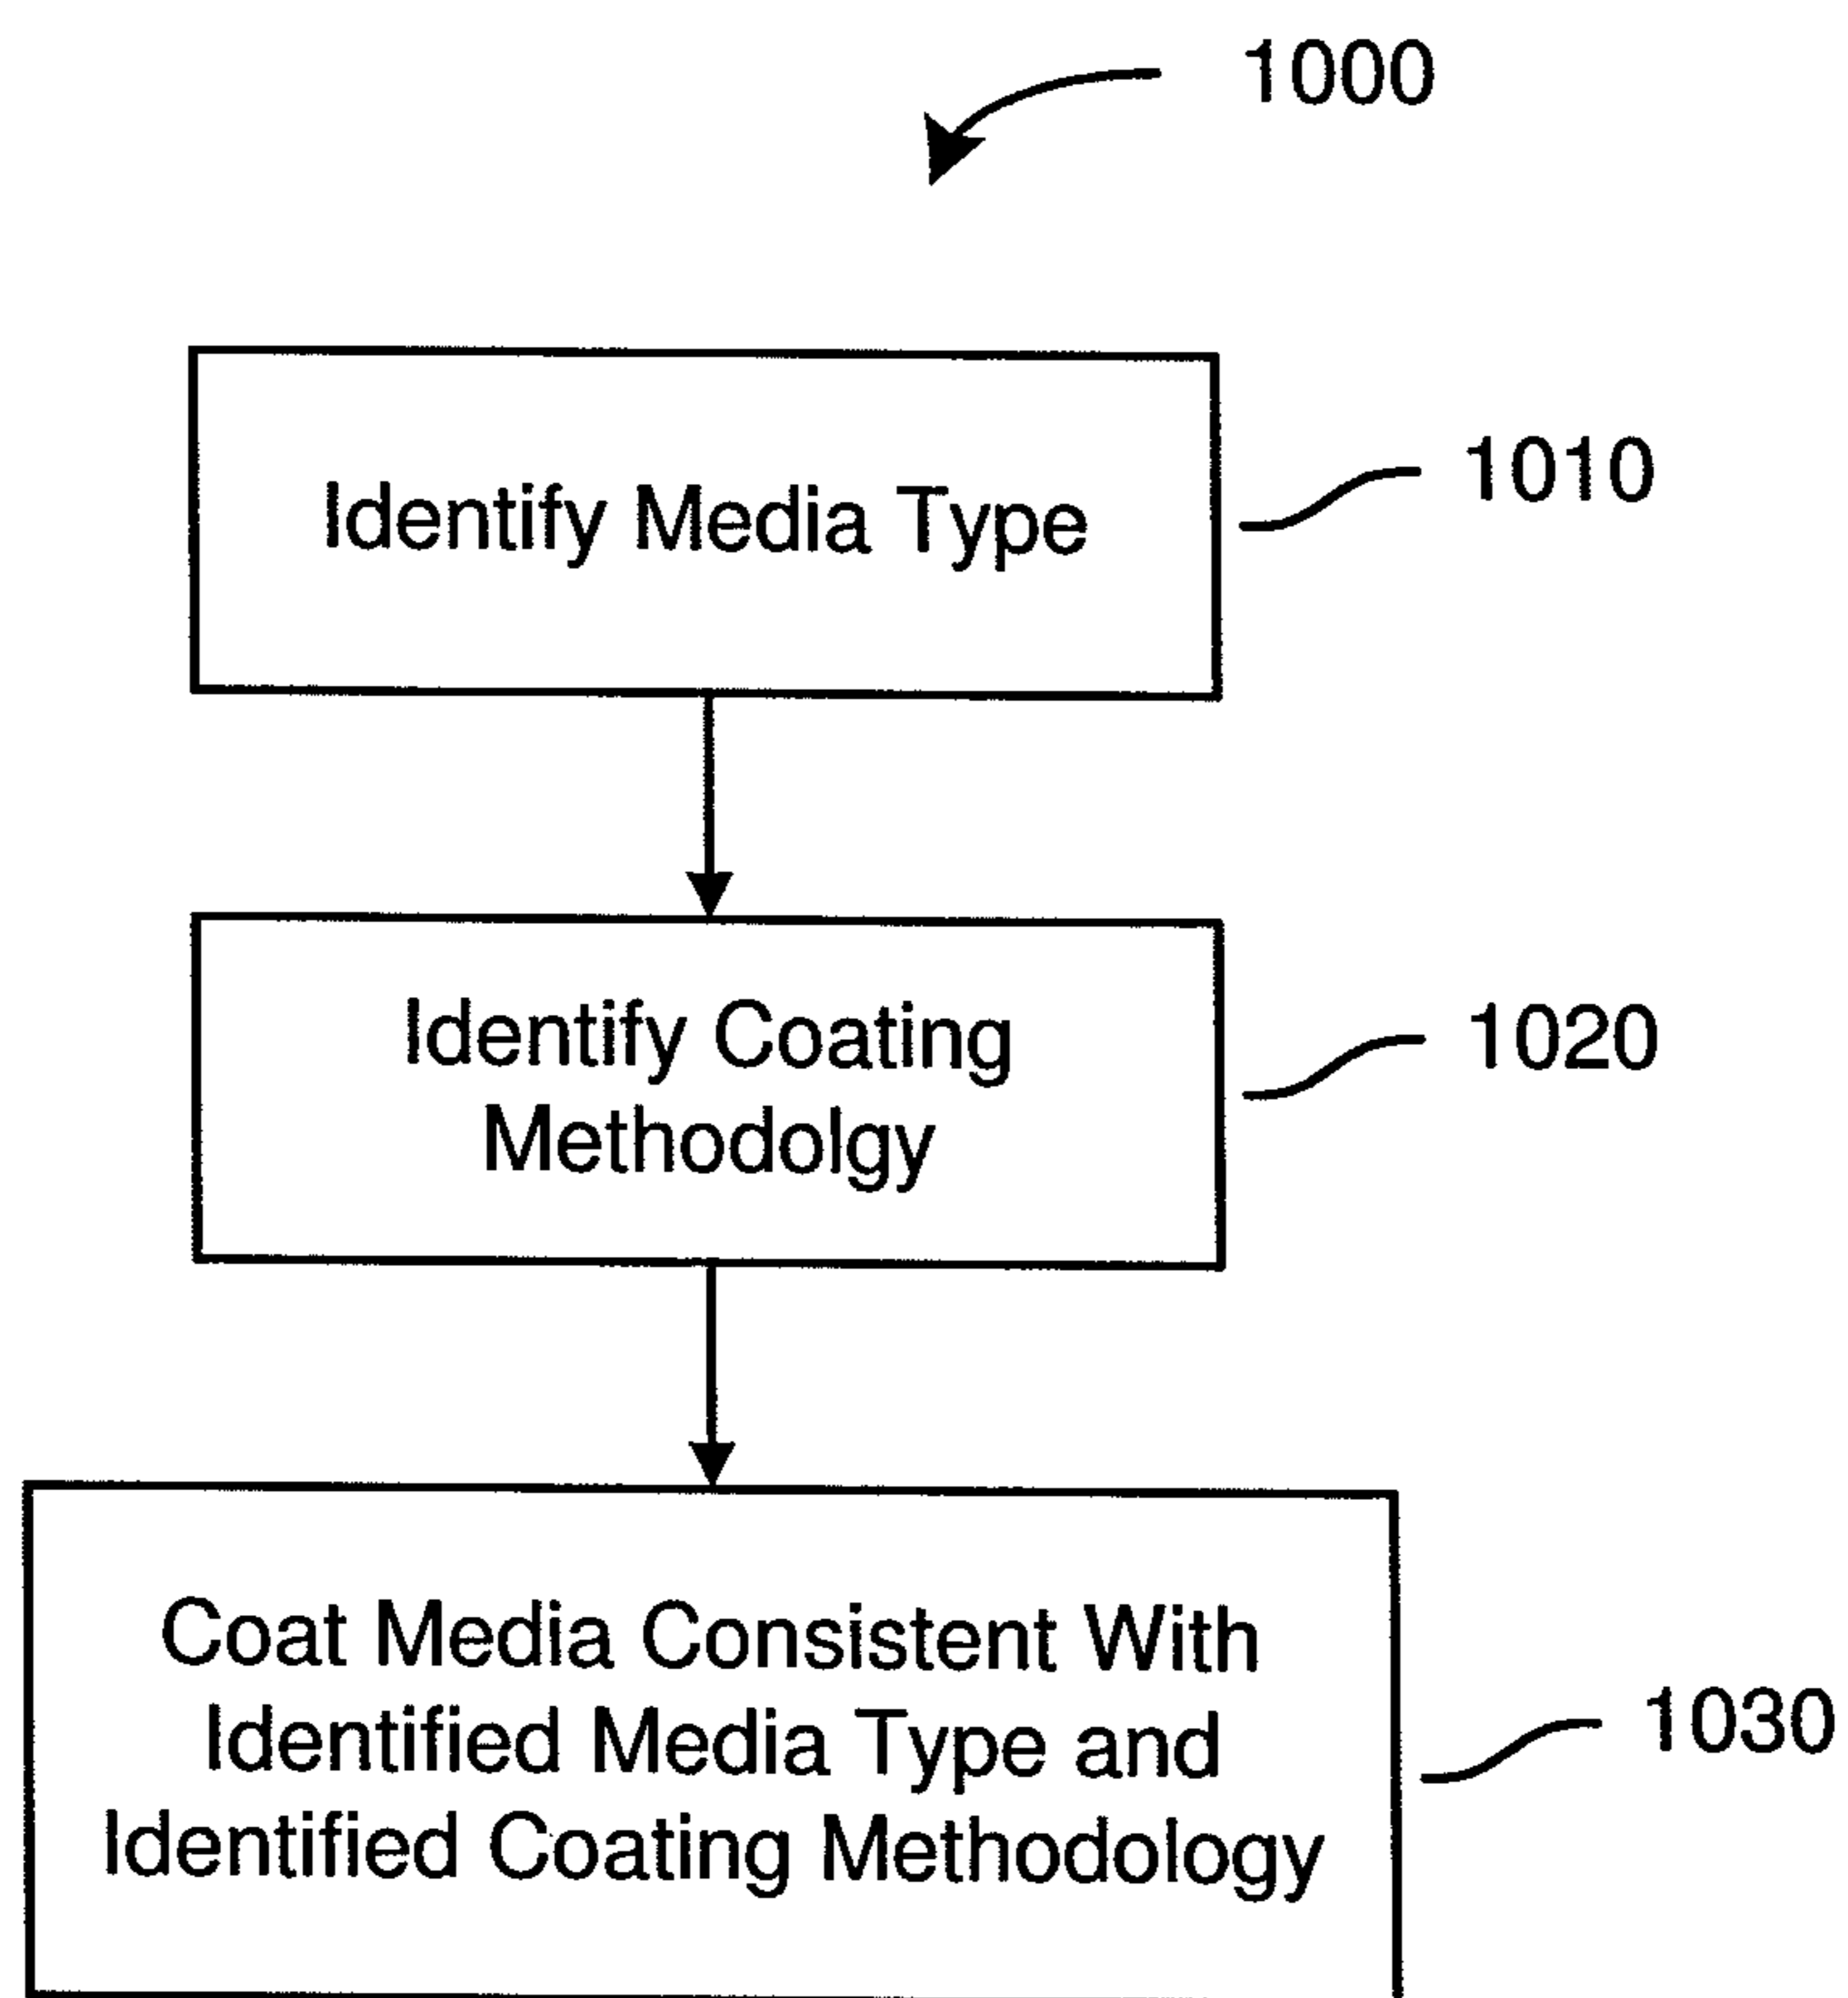 1000
Identify Media Type
1010
Identify Coating
Methodolgy
1020
Coat Media Consistent With
Identified Media Type and
Identified Coating Methodology
1030